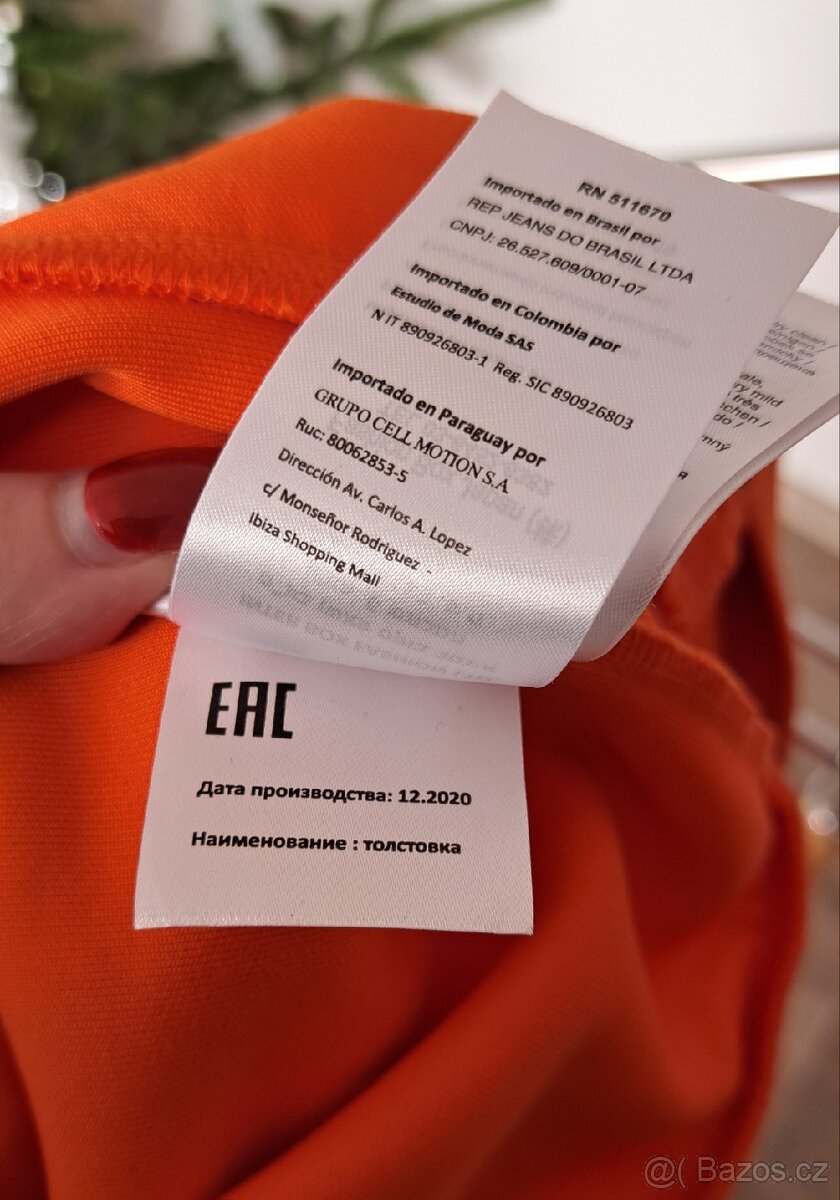 RN 511670
Importado en Brasil por
REP JEANS DO BRASIL LTDA
CNPJ: 26.527.609/0001-07
Importado en Colombia por
Estudio de Moda SAS
N IT 890926803-1 Reg. SIC 890926803
Importado en Paraguay por
GRUPO CELL MOTION S.A
Ruc: 80062853-5
Dirección Av. Carlos A. Lopez
c/ Monseñor Rodriguez -
Ibiza Shopping Mall
EAC
Дата производства: 12.2020
Наименование : толстовка
@( Bazos.cz